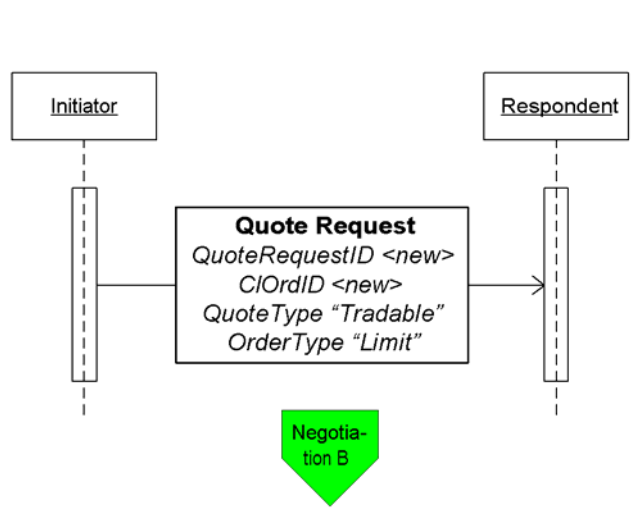 Initiator
Respondent
Quote Request
QuoteRequestID <new>
ClOrdID <new>
QuoteType “Tradable”
OrderType “Limit”
Negotia-
tion B